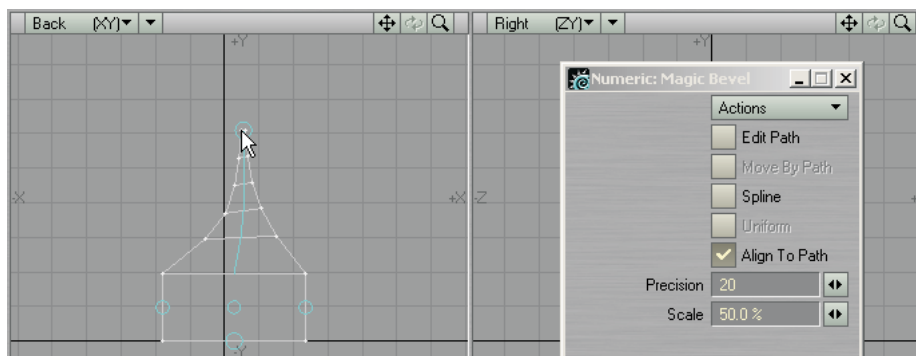 Back (XY)
Right (ZY)
+Y
+Y
Numeric: Magic Bevel
Actions
Edit Path
Move By Path
-X
+X
-Z
Spline
Uniform
Align To Path
Precision 20
Scale 50.0 %
-Y